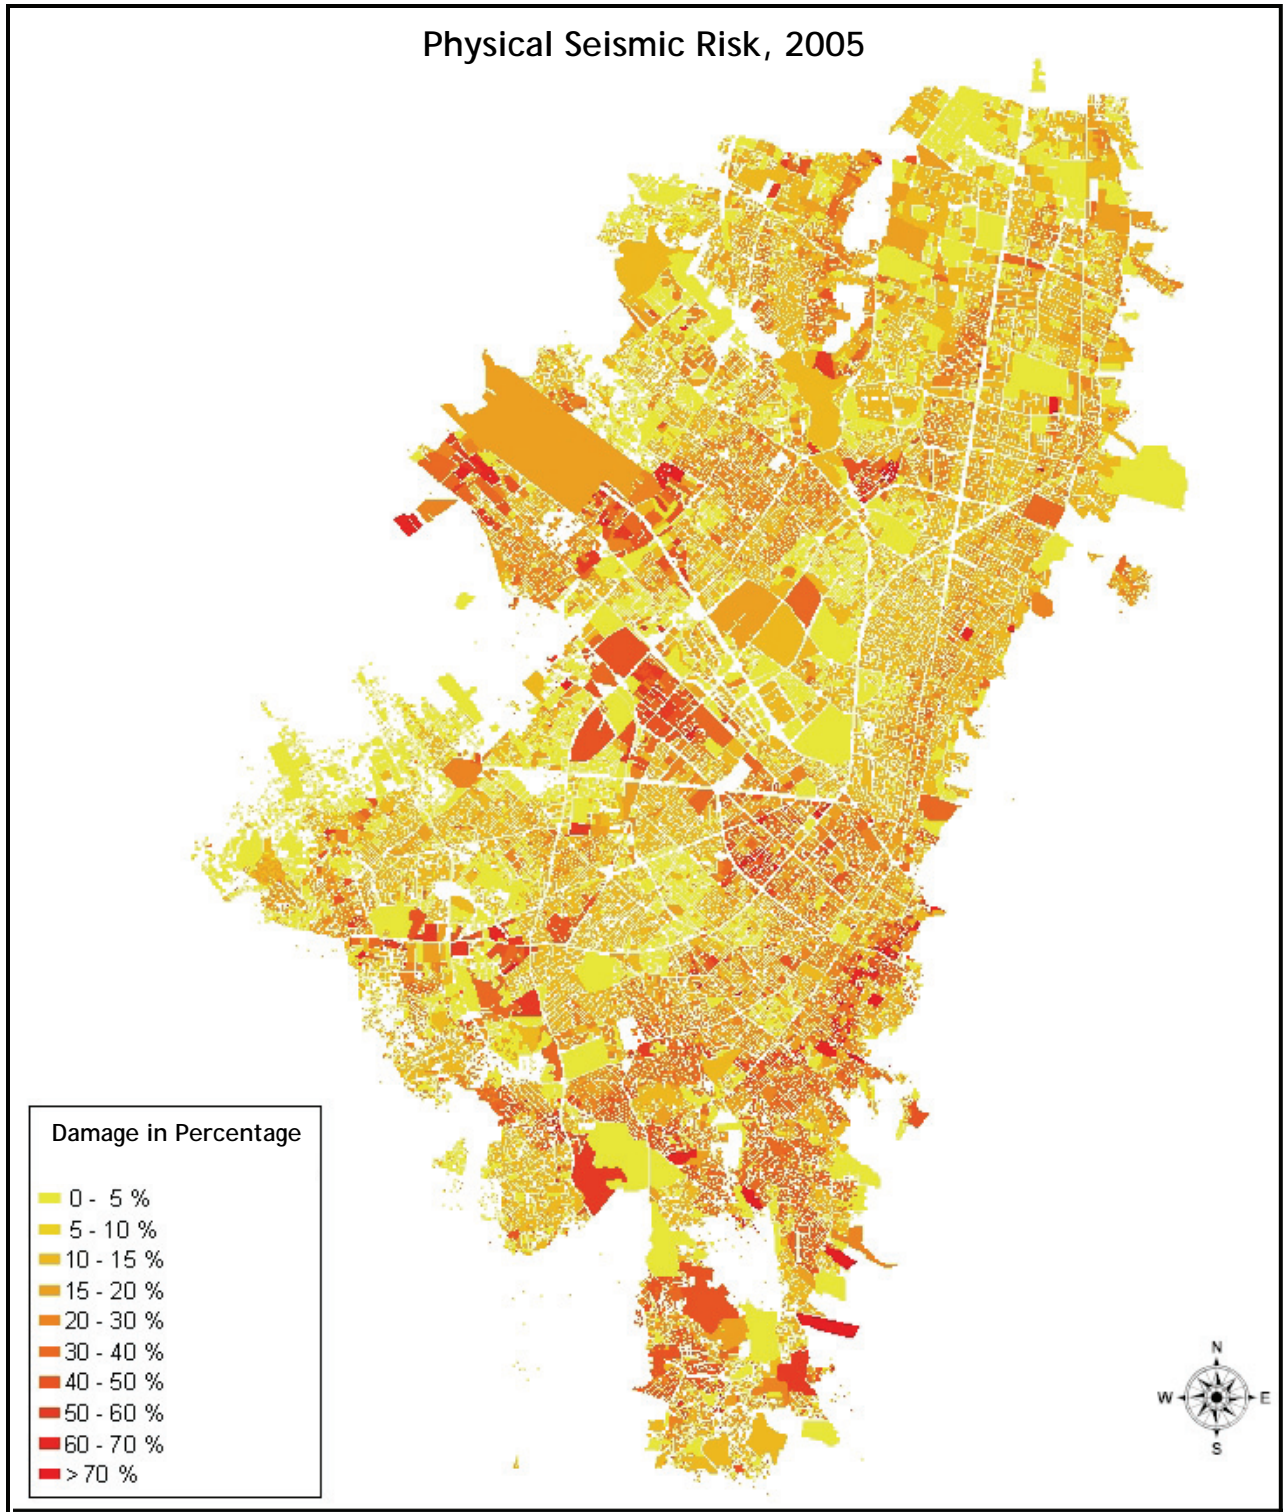 Physical Seismic Risk, 2005
Damage in Percentage
0 - 5 %
5 - 10 %
10 - 15 %
15 - 20 %
20 - 30 %
30 - 40 %
40 - 50 %
50 - 60 %
60 - 70 %
> 70 %
N
W E
S